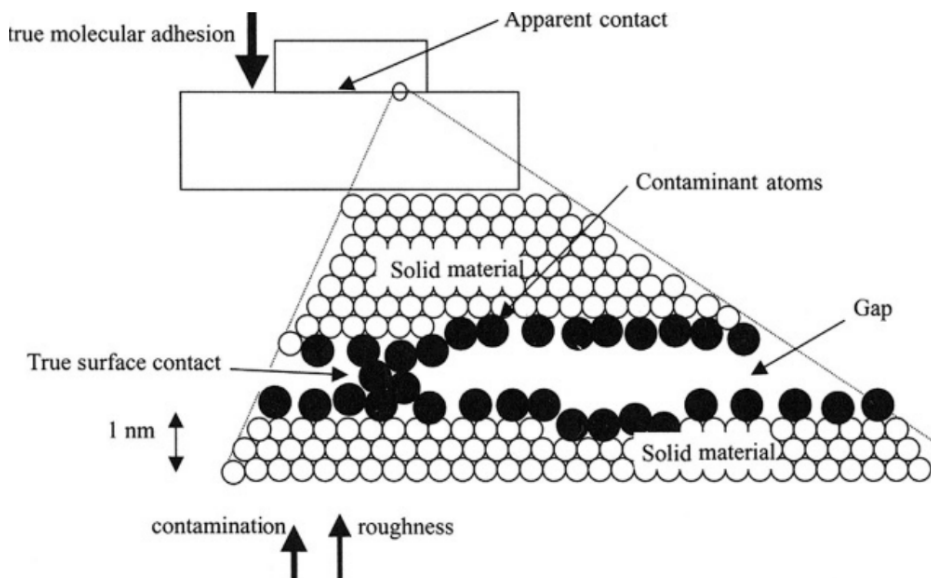 true molecular adhesion
Apparent contact
Contaminant atoms
Solid material
Gap
True surface contact
1 nm
Solid material
contamination
roughness